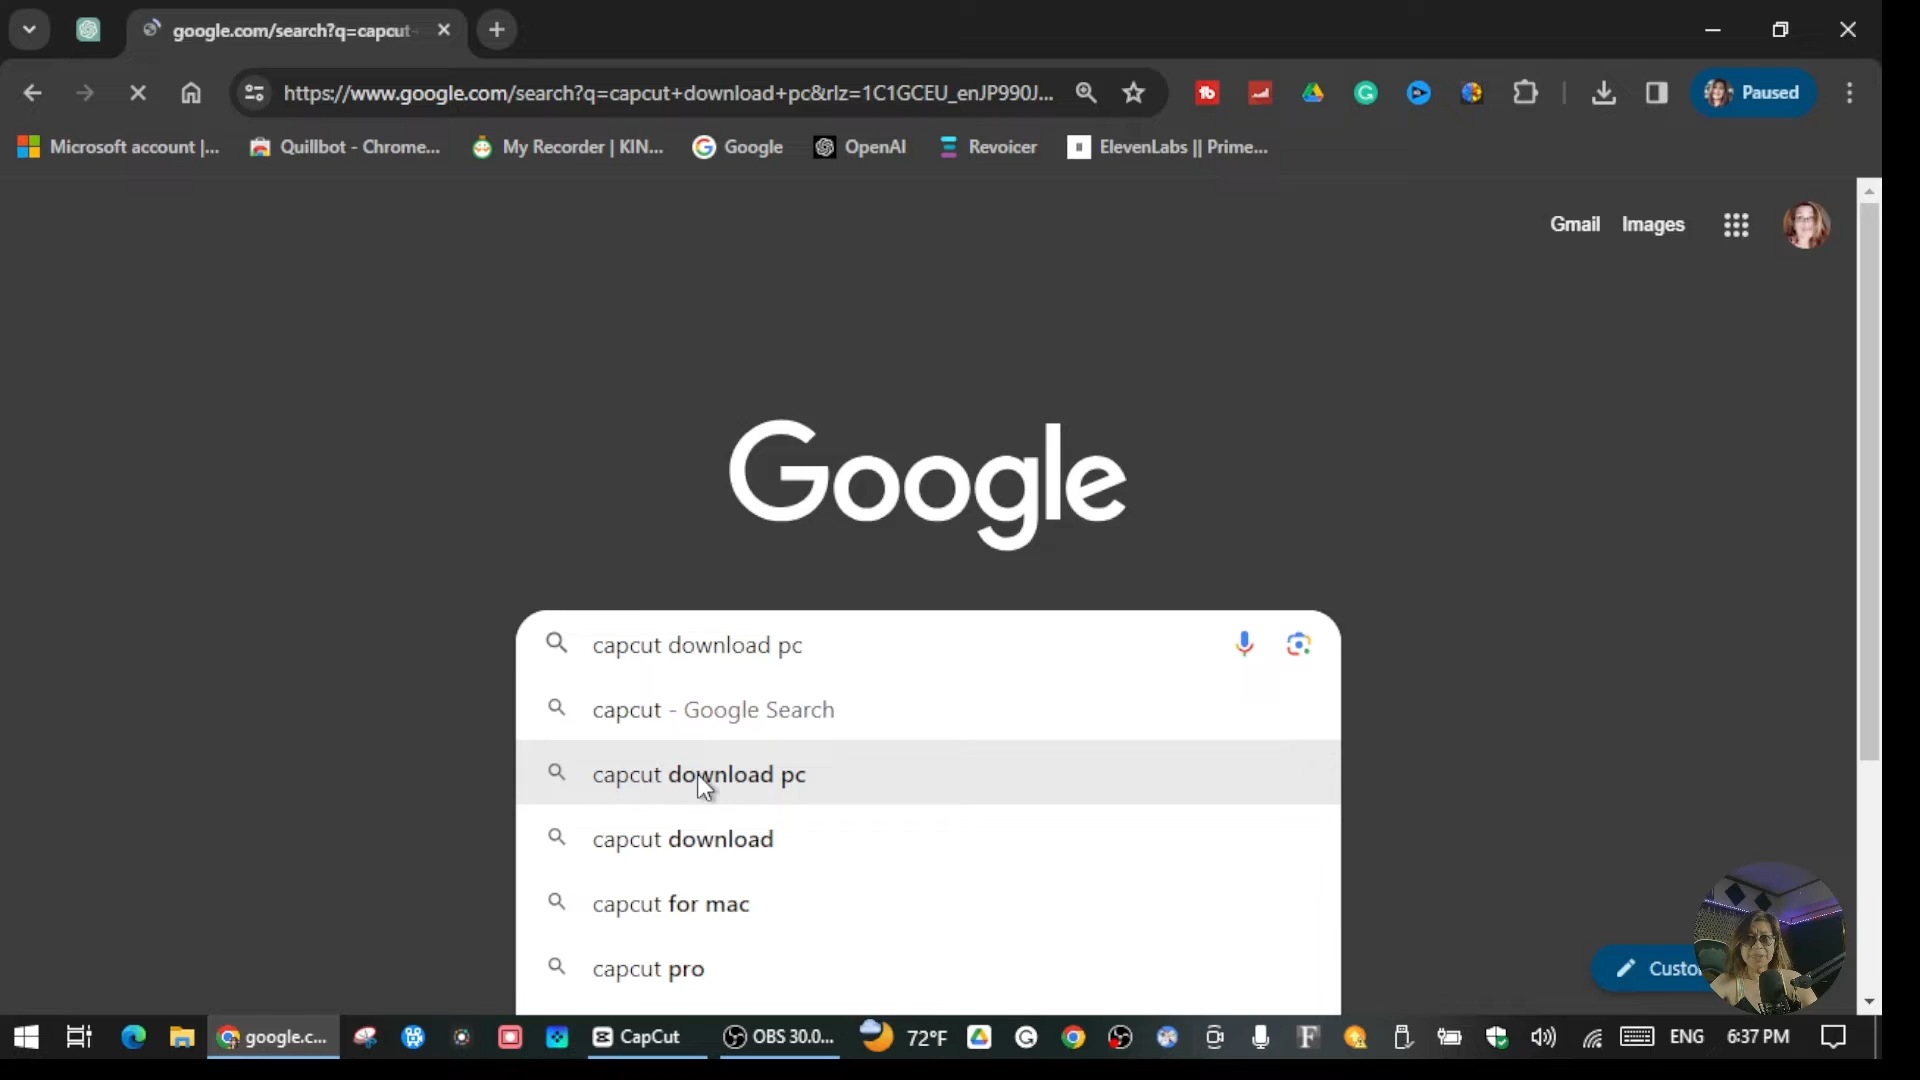 google.com/search?q=capcut
https://www.google.com/search?q=capcut+download+pc&rlz=1C1GCEU_enJP990J...
Paused
Microsoft account |...
Quillbot - Chrome...
My Recorder | KIN...
Google
OpenAI
Revoicer
ElevenLabs || Prime...
Gmail
Images
Google
capcut download pc
capcut - Google Search
capcut download pc
capcut download
capcut for mac
capcut pro
Custo
google.c...
CapCut
OBS 30.0...
72°F
ENG
6:37 PM